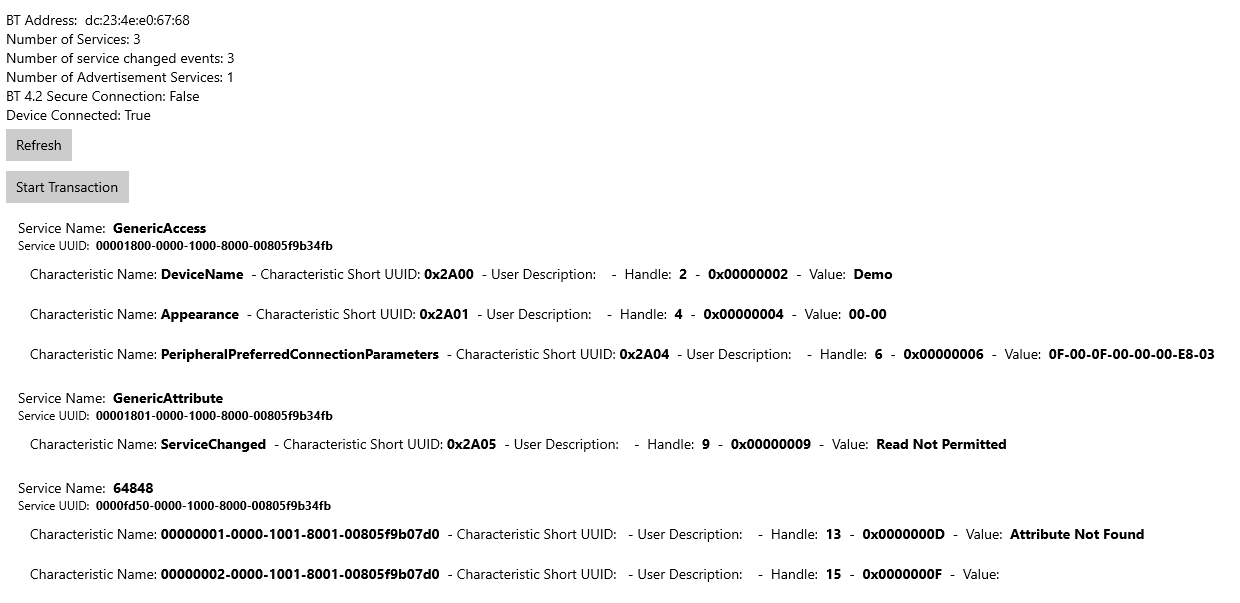 BT Address: dc:23:4e:e0:67:68
Number of Services: 3
Number of service changed events: 3
Number of Advertisement Services: 1
BT 4.2 Secure Connection: False
Device Connected: True
Refresh
Start Transaction
Service Name: GenericAccess
Service UUID: 00001800-0000-1000-8000-00805f9b34fb
Characteristic Name: DeviceName - Characteristic Short UUID: 0x2A00 - User Description: - Handle: 2 - 0x00000002 - Value: Demo
Characteristic Name: Appearance - Characteristic Short UUID: 0x2A01 - User Description: - Handle: 4 - 0x00000004 - Value: 00-00
Characteristic Name: PeripheralPreferredConnectionParameters - Characteristic Short UUID: 0x2A04 - User Description: - Handle: 6 - 0x00000006 - Value: 0F-00-0F-00-00-00-E8-03
Service Name: GenericAttribute
Service UUID: 00001801-0000-1000-8000-00805f9b34fb
Characteristic Name: ServiceChanged - Characteristic Short UUID: 0x2A05 - User Description: - Handle: 9 - 0x00000009 - Value: Read Not Permitted
Service Name: 64848
Service UUID: 0000fd50-0000-1000-8000-00805f9b34fb
Characteristic Name: 00000001-0000-1001-8001-00805f9b07d0 - Characteristic Short UUID: - User Description: - Handle: 13 - 0x0000000D - Value: Attribute Not Found
Characteristic Name: 00000002-0000-1001-8001-00805f9b07d0 - Characteristic Short UUID: - User Description: - Handle: 15 - 0x0000000F - Value: